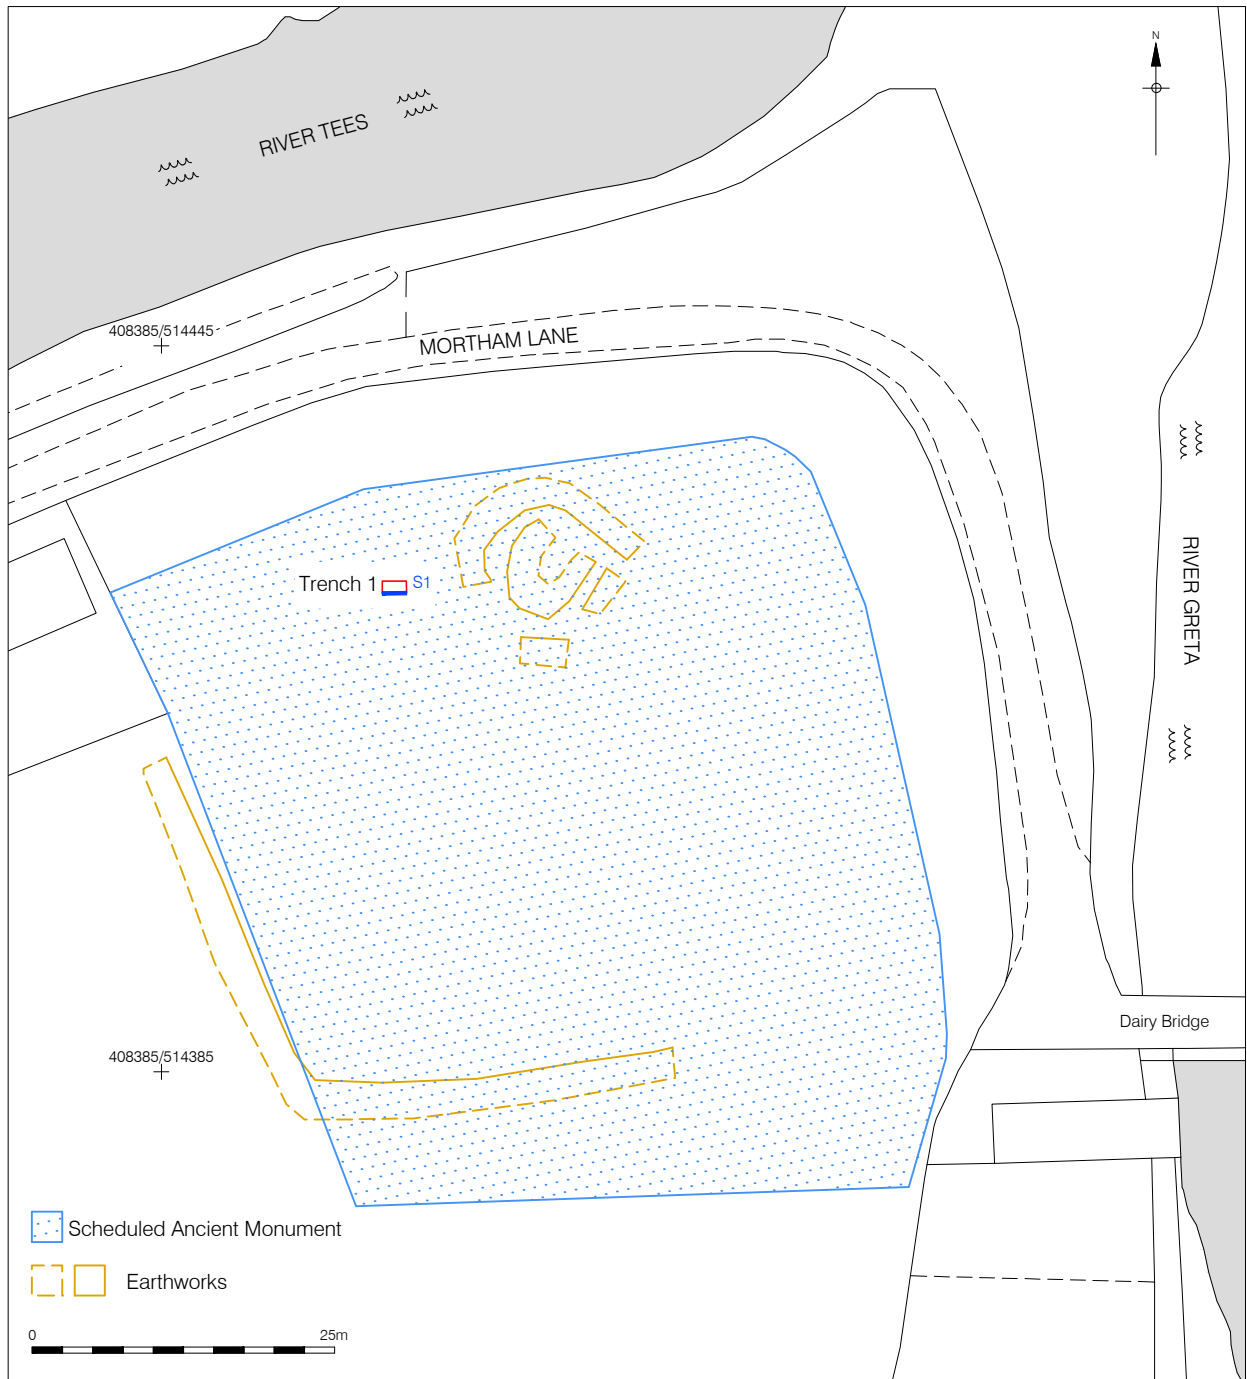 N
RIVER TEES
408385/514445
MORTHAM LANE
Trench 1
S1
RIVER GRETA
Dairy Bridge
408385/514385
Scheduled Ancient Monument
Earthworks
0 25m